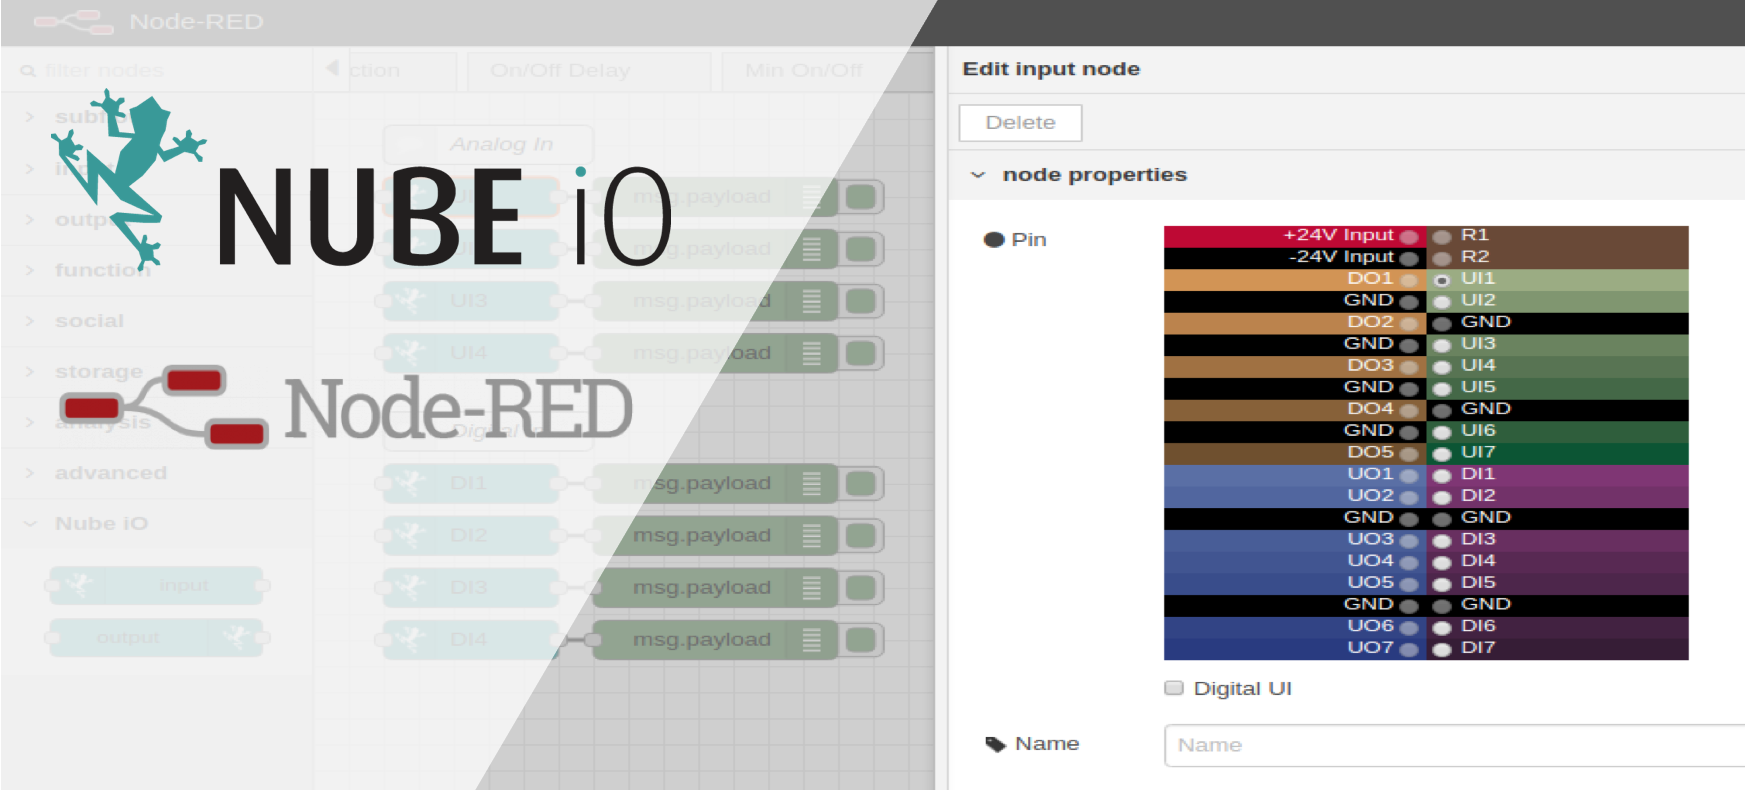 Node-RED
filter nodes
ction
On/Off Delay
Min On/Off
output
function
social
storage
analysis
advanced
Nube iO
input
output
NUBE iO
Node-RED
Analog In
msg.payload
msg.payload
UI3 msg.payload
UI4 msg.payload
Digital In
DI1 msg.payload
DI2 msg.payload
DI3 msg.payload
DI4 msg.payload
Edit input node
Delete
node properties
Pin
+24V Input R1
-24V Input R2
DO1 UI1
GND UI2
DO2 GND
GND UI3
DO3 UI4
GND UI5
DO4 GND
GND UI6
DO5 UI7
UO1 DI1
UO2 DI2
GND GND
UO3 DI3
UO4 DI4
UO5 DI5
GND GND
UO6 DI6
UO7 DI7
Digital UI
Name
Name